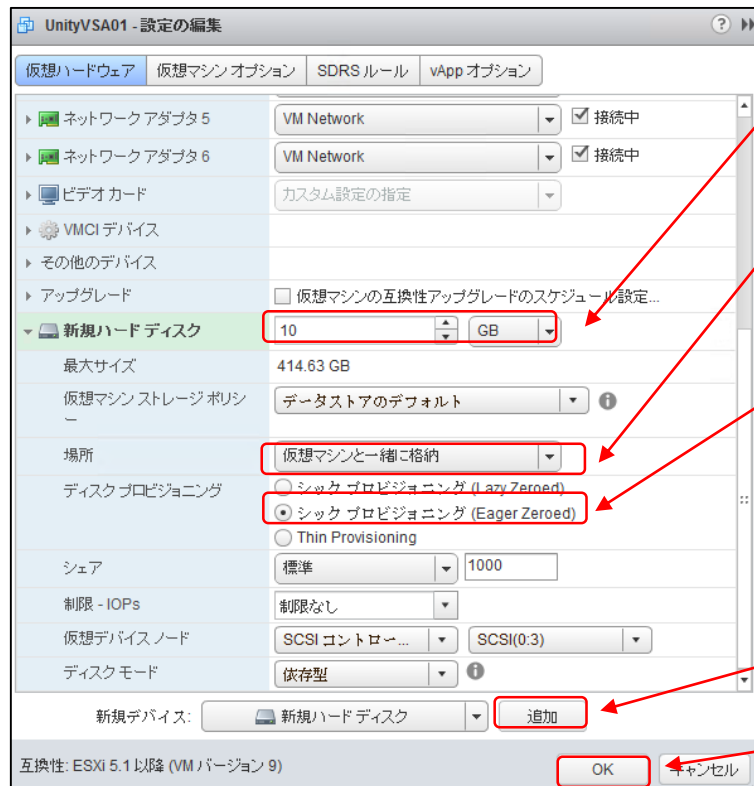 UnityVSA01 - 設定の編集
仮想ハードウェア 仮想マシン オプション SDRS ルール vApp オプション
ネットワーク アダプタ 5 VM Network 接続中
ネットワーク アダプタ 6 VM Network 接続中
ビデオ カード カスタム設定の指定
VMCI デバイス
その他のデバイス
アップグレード 仮想マシンの互換性アップグレードのスケジュール設定...
新規ハード ディスク 10 GB
最大サイズ 414.63 GB
仮想マシン ストレージ ポリシ
ー データストアのデフォルト
場所 仮想マシンと一緒に格納
ディスク プロビジョニング シック プロビジョニング (Lazy Zeroed)
シック プロビジョニング (Eager Zeroed)
Thin Provisioning
シェア 標準 1000
制限 - IOPs 制限なし
仮想デバイス ノード SCSI コントロー... SCSI(0:3)
ディスク モード 依存型
新規デバイス: 新規ハード ディスク 追加
互換性: ESXi 5.1 以降 (VM バージョン 9) OK キャンセル